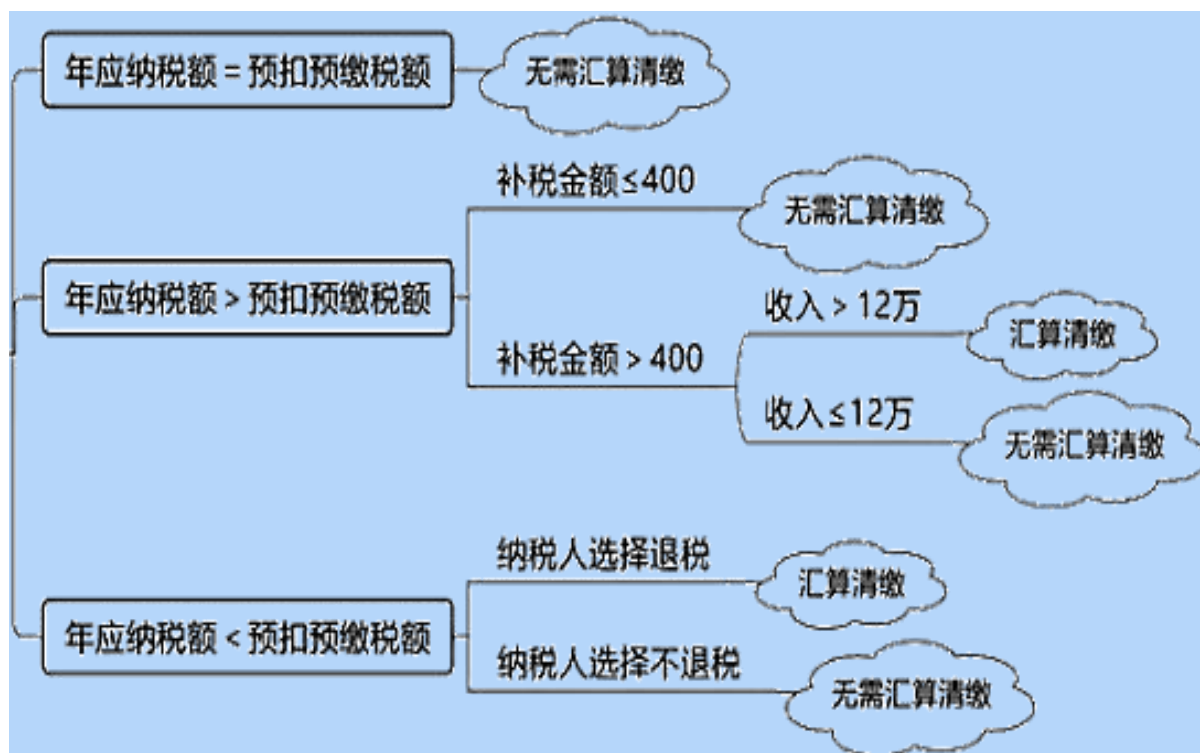 年应纳税额 = 预扣预缴税额
无需汇算清缴
补税金额≤400
无需汇算清缴
年应纳税额 > 预扣预缴税额
收入 > 12万
汇算清缴
补税金额 > 400
收入≤12万
无需汇算清缴
纳税人选择退税
汇算清缴
年应纳税额 < 预扣预缴税额
纳税人选择不退税
无需汇算清缴